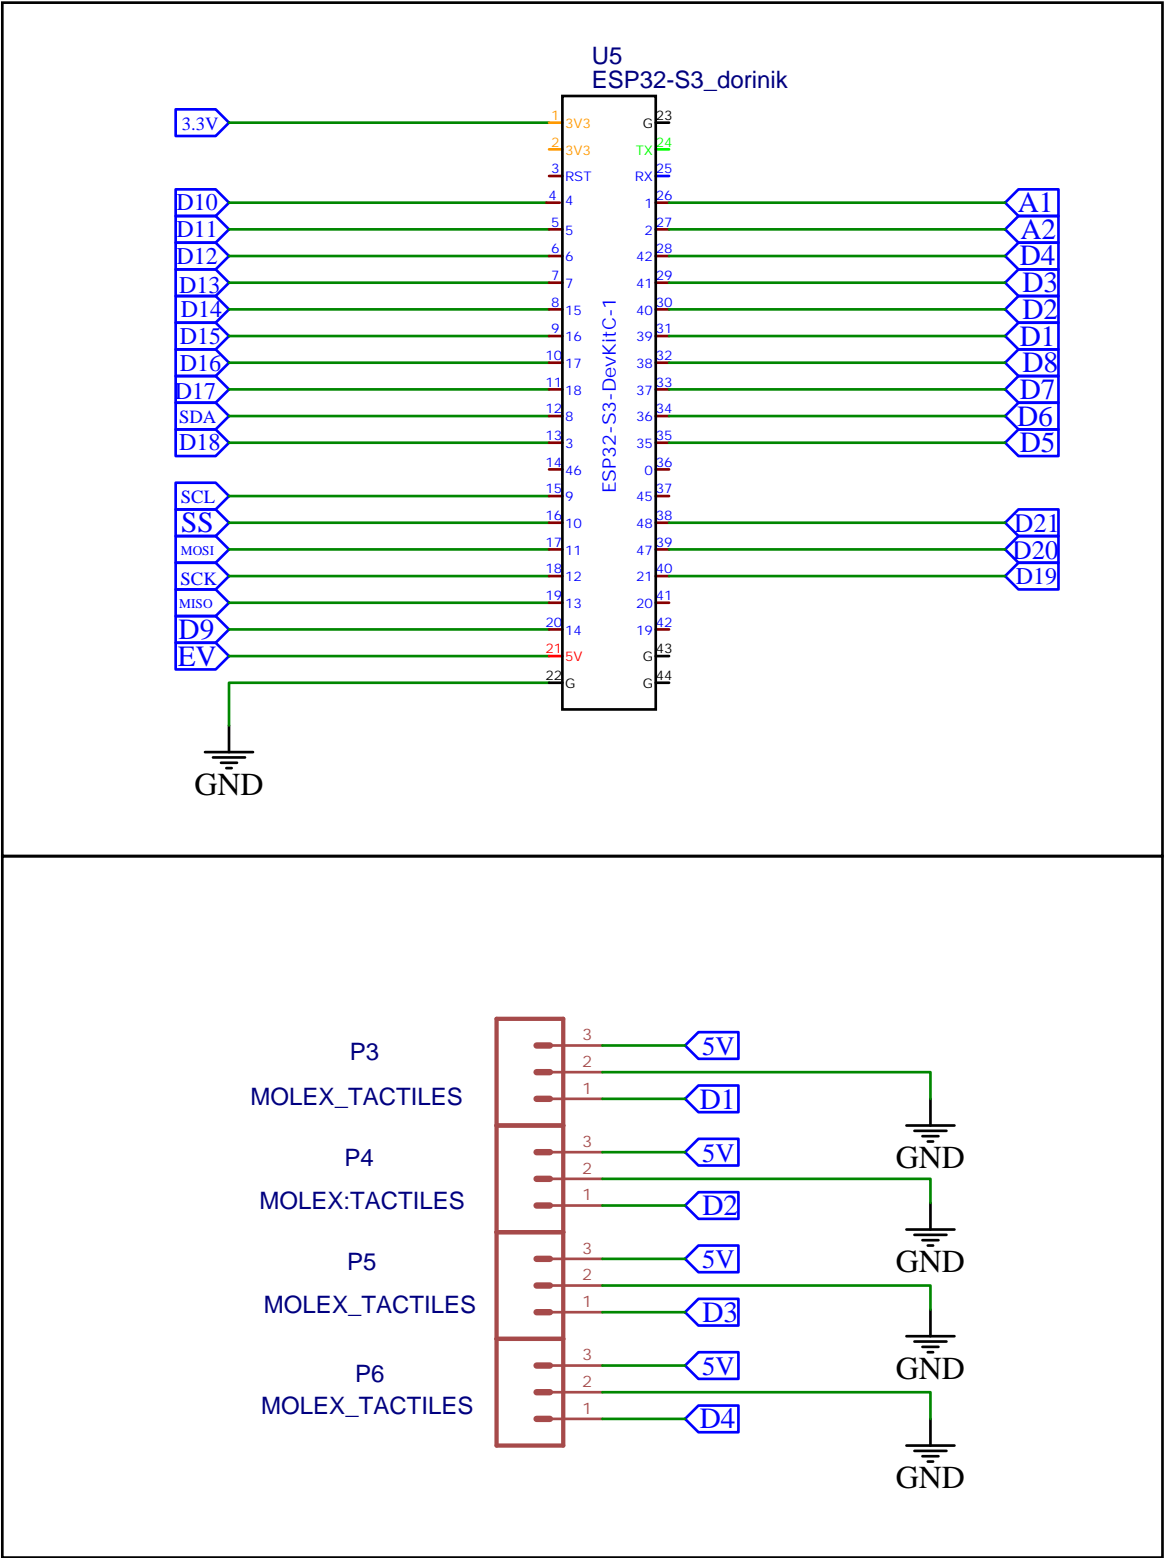 U5
ESP32-S3_dorinik
3.3V 1 3V3 G 23
2 3V3 TX 24
3 RST RX 25
D10 4 4 1 26 A1
D11 5 5 2 27 A2
D12 6 6 42 28 D4
D13 7 7 41 29 D3
D14 8 15 40 30 D2
D15 9 16 39 31 D1
D16 10 17 38 32 D8
D17 11 18 37 33 D7
SDA 12 8 36 34 D6
D18 13 3 35 35 D5
14 46 0 36
SCL 15 9 45 37
SS 16 10 48 38 D21
MOSI 17 11 47 39 D20
SCK 18 12 21 40 D19
MISO 19 13 20 41
D9 20 14 19 42
EV 21 5V G 43
22 G G 44
ESP32-S3-DevKitC-1
GND
P3
MOLEX_TACTILES
3 5V
2
1 D1
GND
P4
MOLEX:TACTILES
3 5V
2
1 D2
GND
P5
MOLEX_TACTILES
3 5V
2
1 D3
GND
P6
MOLEX_TACTILES
3 5V
2
1 D4
GND